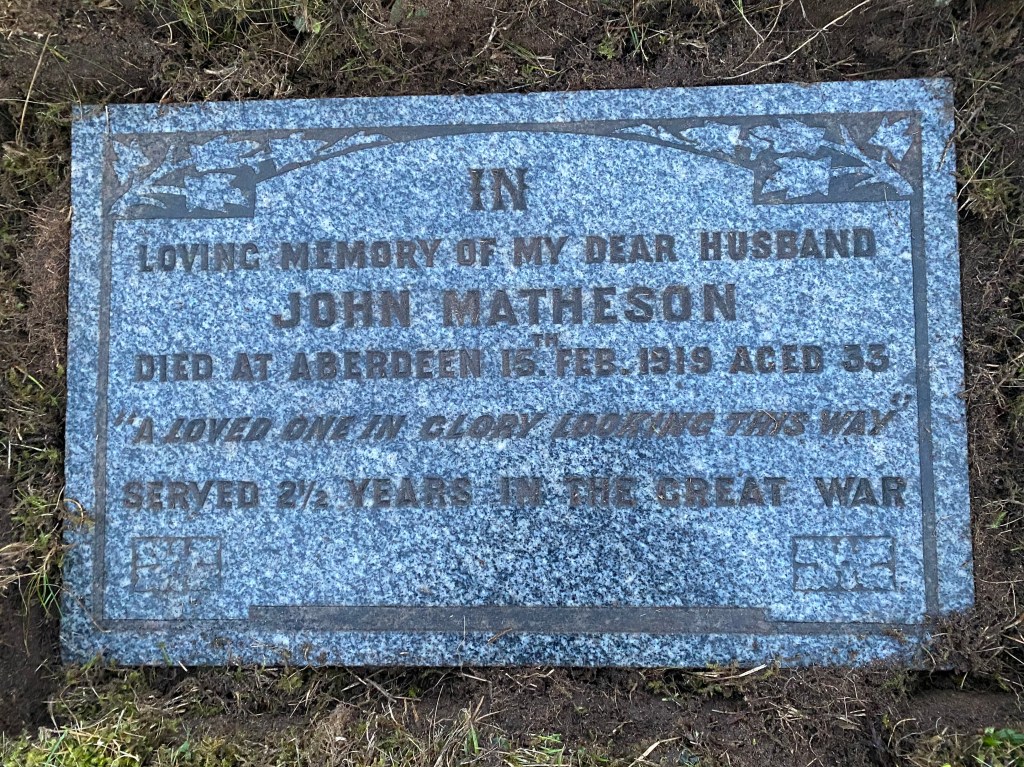 IN
LOVING MEMORY OF MY DEAR HUSBAND
JOHN MATHESON
DIED AT ABERDEEN 15TH FEB. 1919 AGED 33
"A LOVED ONE IN GLORY LOOKING THIS WAY"
SERVED 2½ YEARS IN THE GREAT WAR